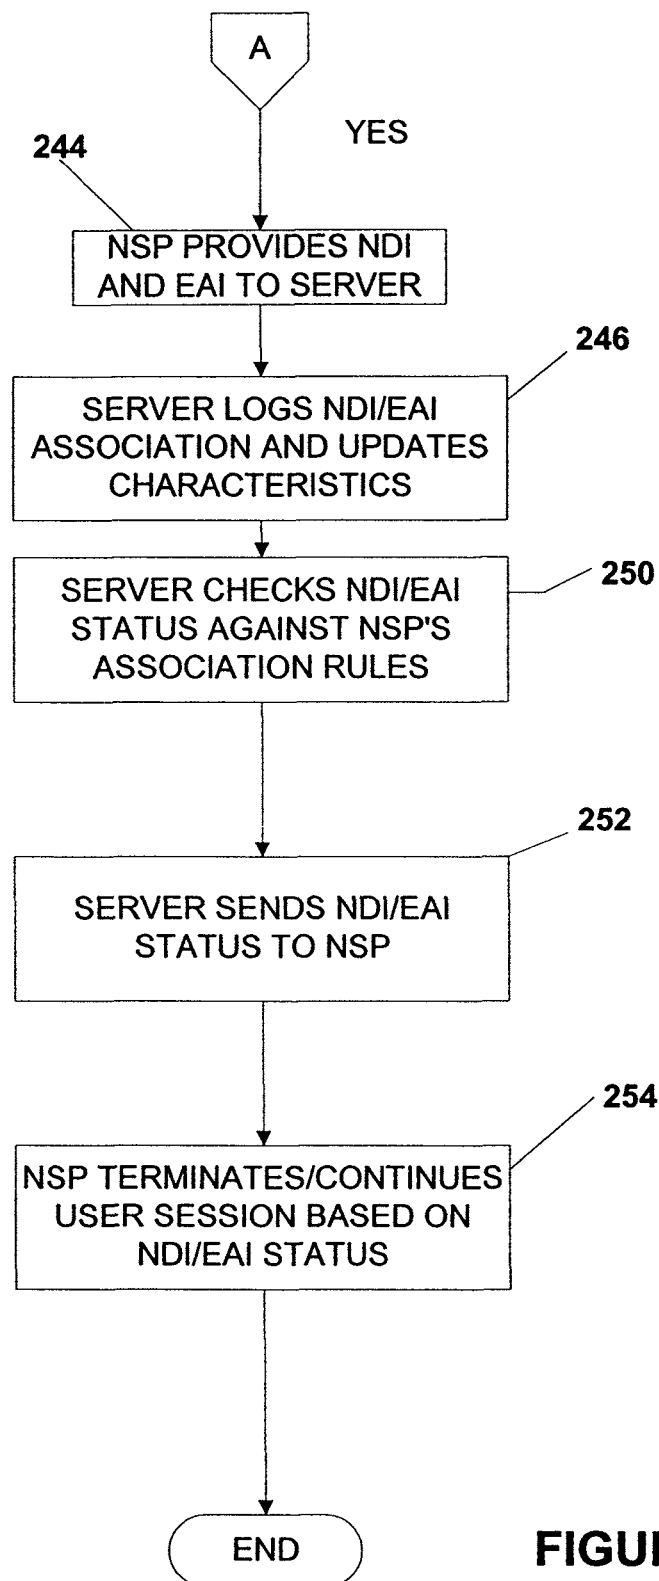 A
YES
244
NSP PROVIDES NDI
AND EAI TO SERVER
246
SERVER LOGS NDI/EAI
ASSOCIATION AND UPDATES
CHARACTERISTICS
250
SERVER CHECKS NDI/EAI
STATUS AGAINST NSP'S
ASSOCIATION RULES
252
SERVER SENDS NDI/EAI
STATUS TO NSP
254
NSP TERMINATES/CONTINUES
USER SESSION BASED ON
NDI/EAI STATUS
END